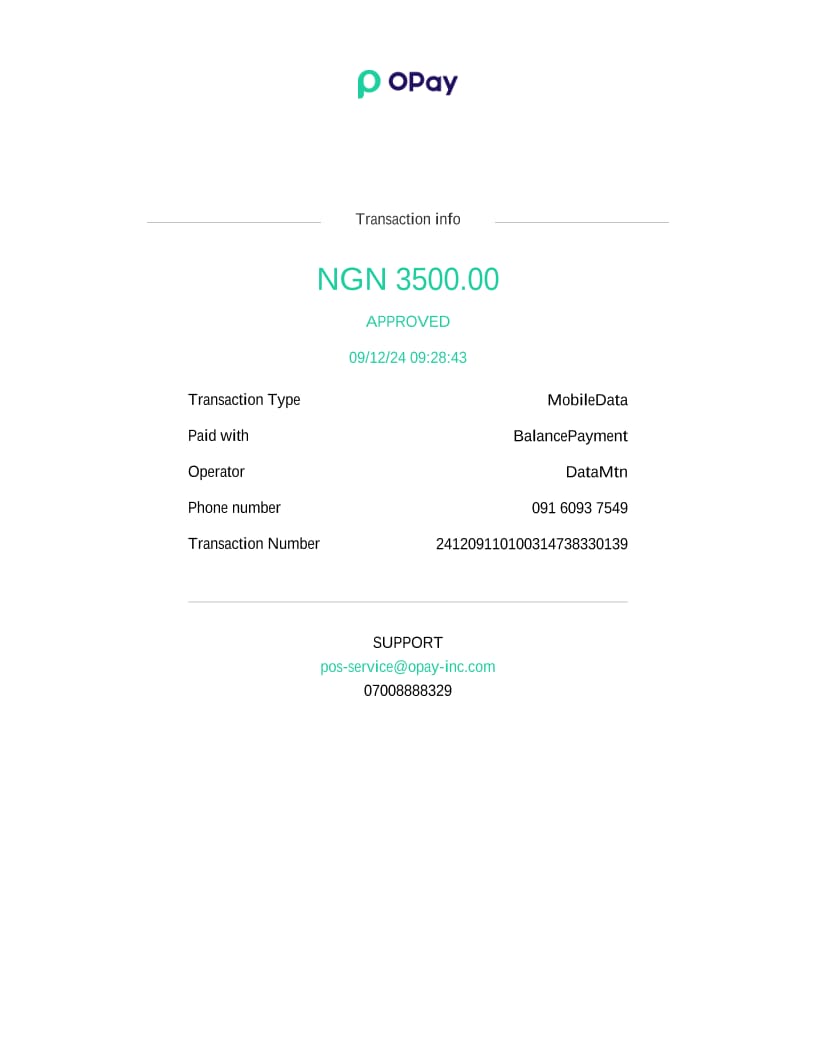 OPay
Transaction info
NGN 3500.00
APPROVED
09/12/24 09:28:43
Transaction Type MobileData
Paid with BalancePayment
Operator DataMtn
Phone number 091 6093 7549
Transaction Number 241209110100314738330139
SUPPORT
pos-service@opay-inc.com
07008888329